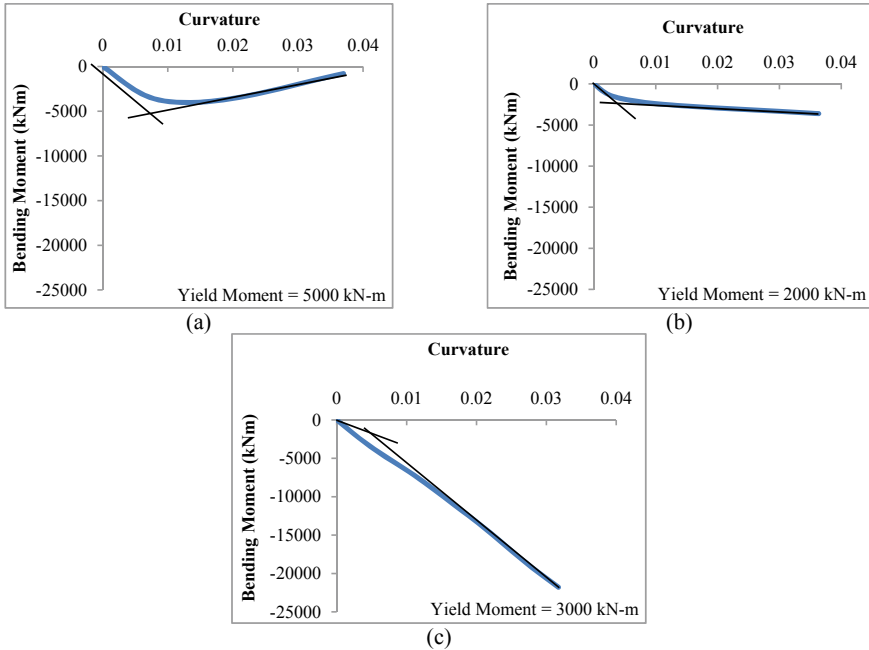 Curvature
0 0.01 0.02 0.03 0.04
Bending Moment (kNm)
0
-5000
-10000
-15000
-20000
-25000
Yield Moment = 5000 kN-m
(a)
Curvature
0 0.01 0.02 0.03 0.04
Bending Moment (kNm)
0
-5000
-10000
-15000
-20000
-25000
Yield Moment = 2000 kN-m
(b)
Curvature
0 0.01 0.02 0.03 0.04
Bending Moment (kNm)
0
-5000
-10000
-15000
-20000
-25000
Yield Moment = 3000 kN-m
(c)